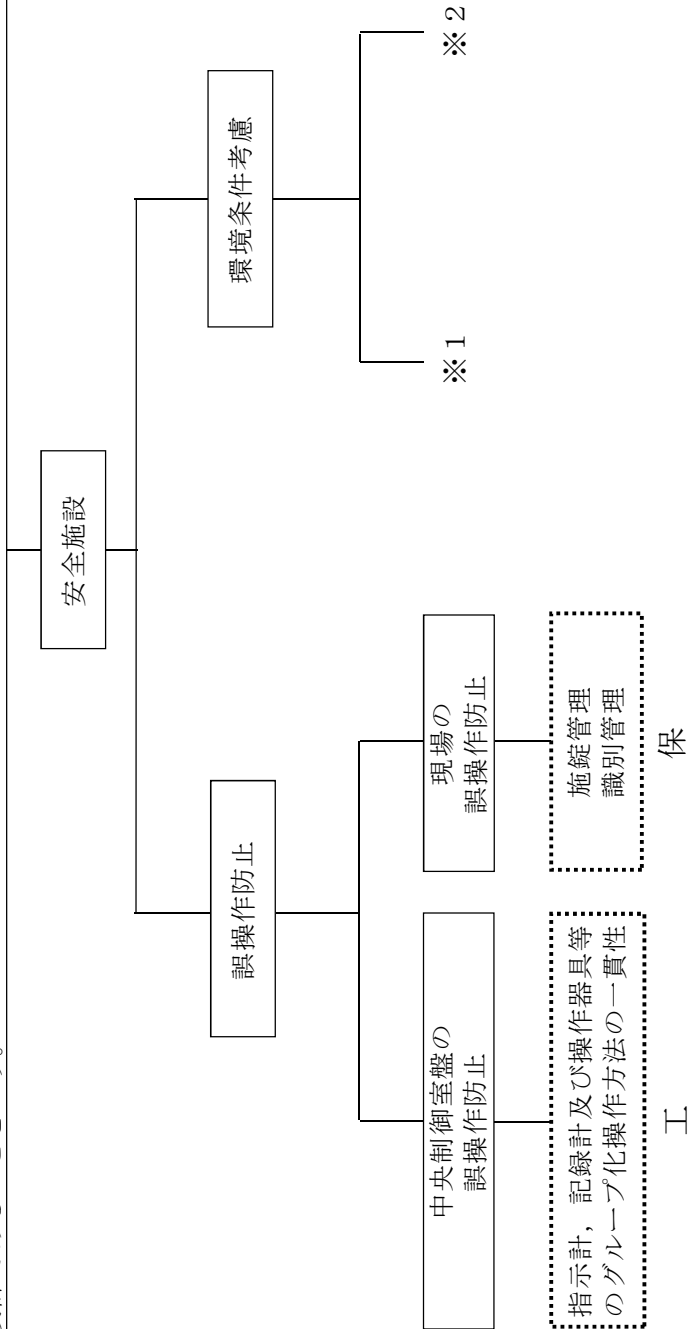 安全施設
誤操作防止
環境条件考慮
中央制御室盤の
誤操作防止
現場の
誤操作防止
※1
※2
指示計，記録計及び操作器具等
のグループ化操作方法の一貫性
施錠管理
識別管理
工
保